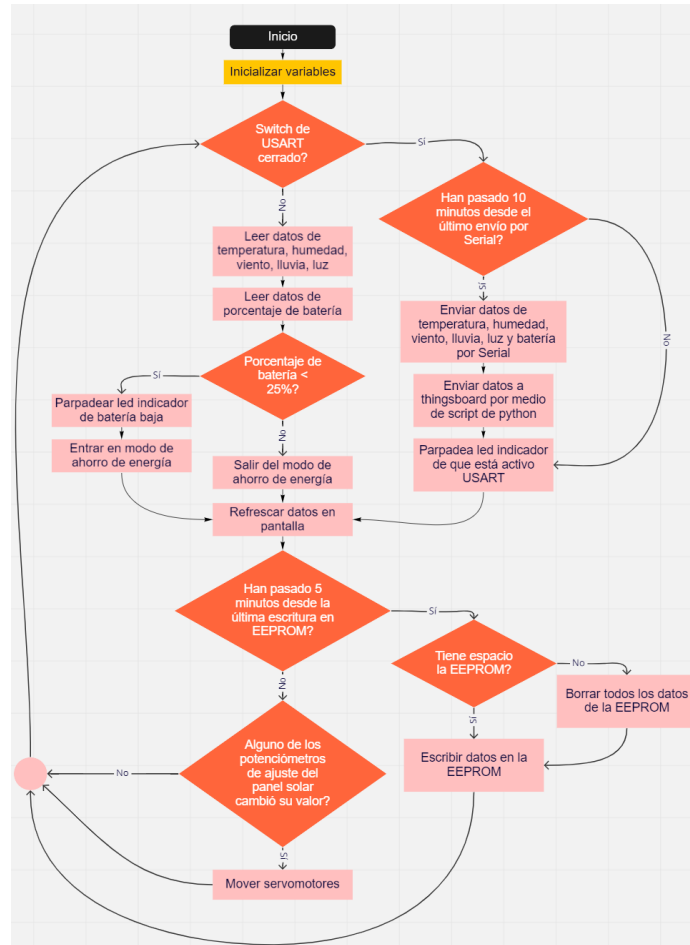 Inicio
Inicializar variables
Switch de
USART
cerrado?
Sí
No
Han pasado 10
minutos desde el
último envío por
Serial?
Leer datos de
temperatura, humedad,
viento, lluvia, luz
Sí
No
Leer datos de
porcentaje de batería
Enviar datos de
temperatura, humedad,
viento, lluvia, luz y batería
por Serial
Porcentaje de
batería <
25%?
Sí
No
Enviar datos a
thingsboard por medio
de script de python
Parpadear led indicador
de batería baja
Entrar en modo de
ahorro de energía
Salir del modo de
ahorro de energía
Parpadea led indicador
de que está activo
USART
Refrescar datos en
pantalla
Han pasado 5
minutos desde la
última escritura en
EEPROM?
Sí
No
Tiene espacio
la EEPROM?
No
Sí
Borrar todos los datos
de la EEPROM
Alguno de los
potenciómetros
de ajuste del
panel solar
cambió su valor?
No
Sí
Escribir datos en la
EEPROM
Mover servomotores